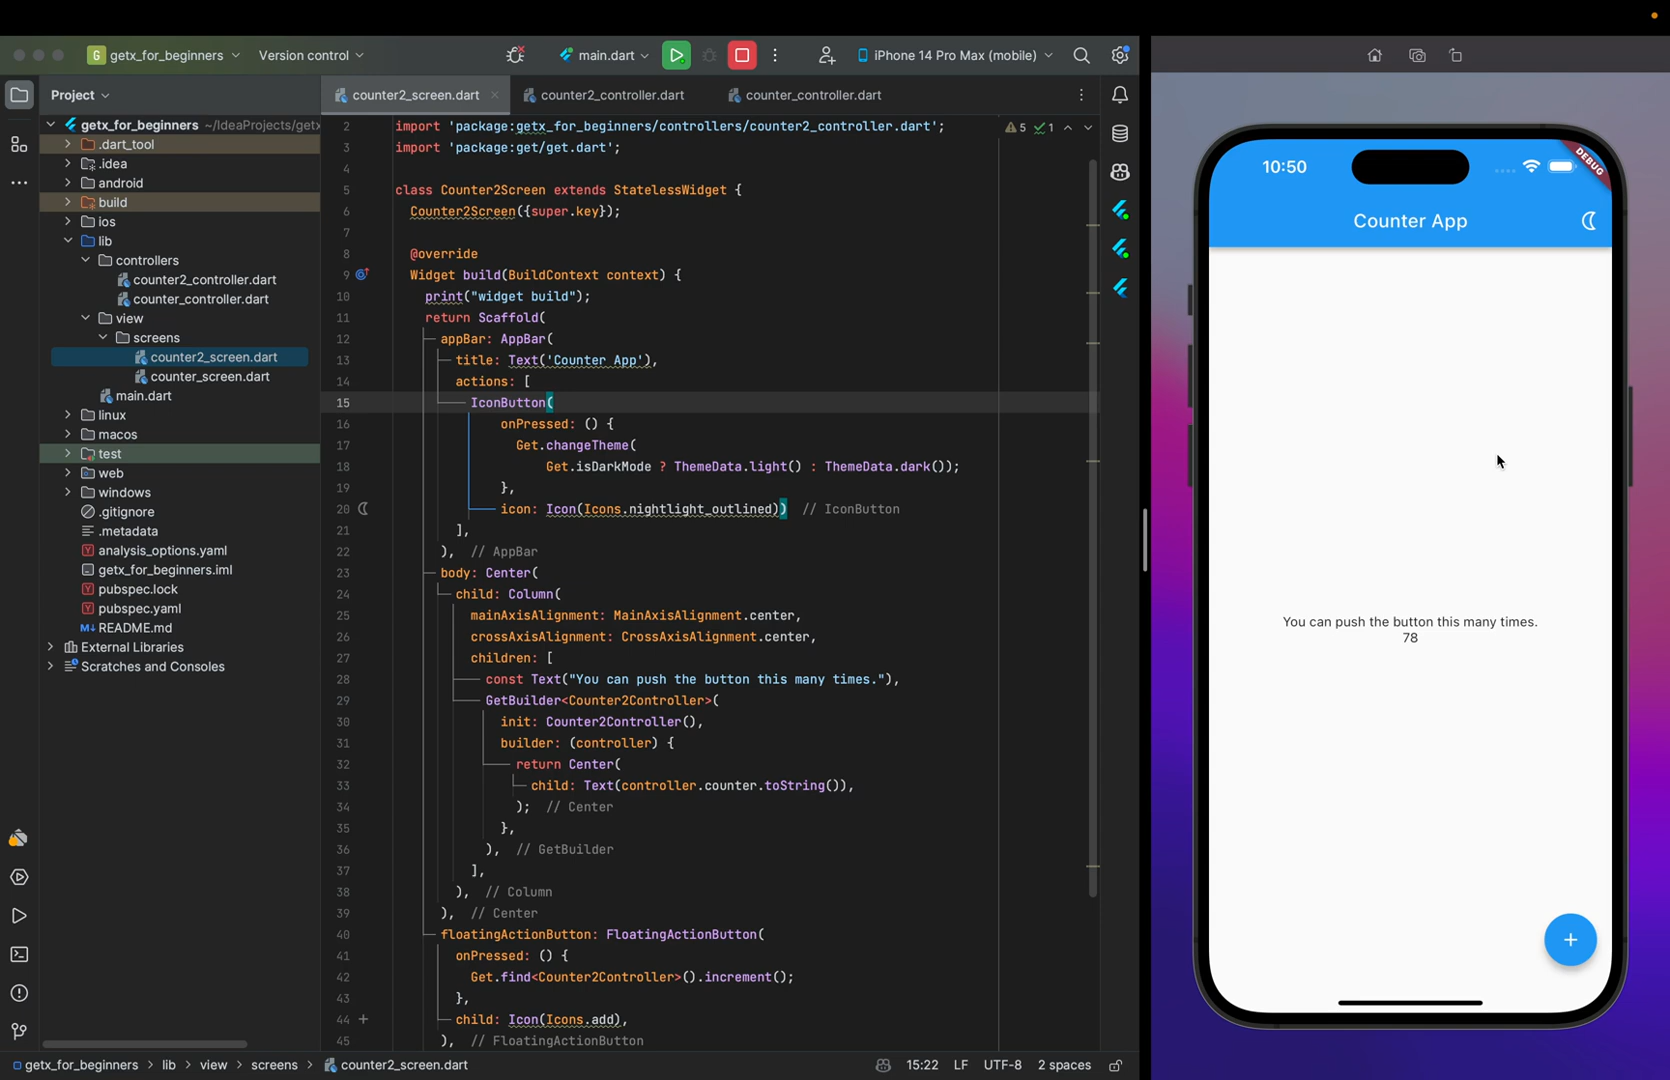 G getx_for_beginners
Version control
main.dart
iPhone 14 Pro Max (mobile)
Project
counter2_screen.dart
counter2_controller.dart
counter_controller.dart
getx_for_beginners ~/IdeaProjects/getx
.dart_tool
.idea
android
build
ios
lib
controllers
counter2_controller.dart
counter_controller.dart
view
screens
counter2_screen.dart
counter_screen.dart
main.dart
linux
macos
test
web
windows
.gitignore
.metadata
analysis_options.yaml
getx_for_beginners.iml
pubspec.lock
pubspec.yaml
M↓ README.md
External Libraries
Scratches and Consoles
5 1
2 import 'package:getx_for_beginners/controllers/counter2_controller.dart';
3 import 'package:get/get.dart';
4
5 class Counter2Screen extends StatelessWidget {
6 Counter2Screen({super.key});
7
8 @override
9 Widget build(BuildContext context) {
10 print("widget build");
11 return Scaffold(
12 appBar: AppBar(
13 title: Text('Counter App'),
14 actions: [
15 IconButton(
16 onPressed: () {
17 Get.changeTheme(
18 Get.isDarkMode ? ThemeData.light() : ThemeData.dark());
19 },
20 icon: Icon(Icons.nightlight_outlined)) // IconButton
21 ],
22 ), // AppBar
23 body: Center(
24 child: Column(
25 mainAxisAlignment: MainAxisAlignment.center,
26 crossAxisAlignment: CrossAxisAlignment.center,
27 children: [
28 const Text("You can push the button this many times."),
29 GetBuilder<Counter2Controller>(
30 init: Counter2Controller(),
31 builder: (controller) {
32 return Center(
33 child: Text(controller.counter.toString()),
34 ); // Center
35 },
36 ), // GetBuilder
37 ],
38 ), // Column
39 ), // Center
40 floatingActionButton: FloatingActionButton(
41 onPressed: () {
42 Get.find<Counter2Controller>().increment();
43 },
44 child: Icon(Icons.add),
45 ), // FloatingActionButton
getx_for_beginners > lib > view > screens > counter2_screen.dart
15:22 LF UTF-8 2 spaces
10:50
DEBUG
Counter App
You can push the button this many times.
78